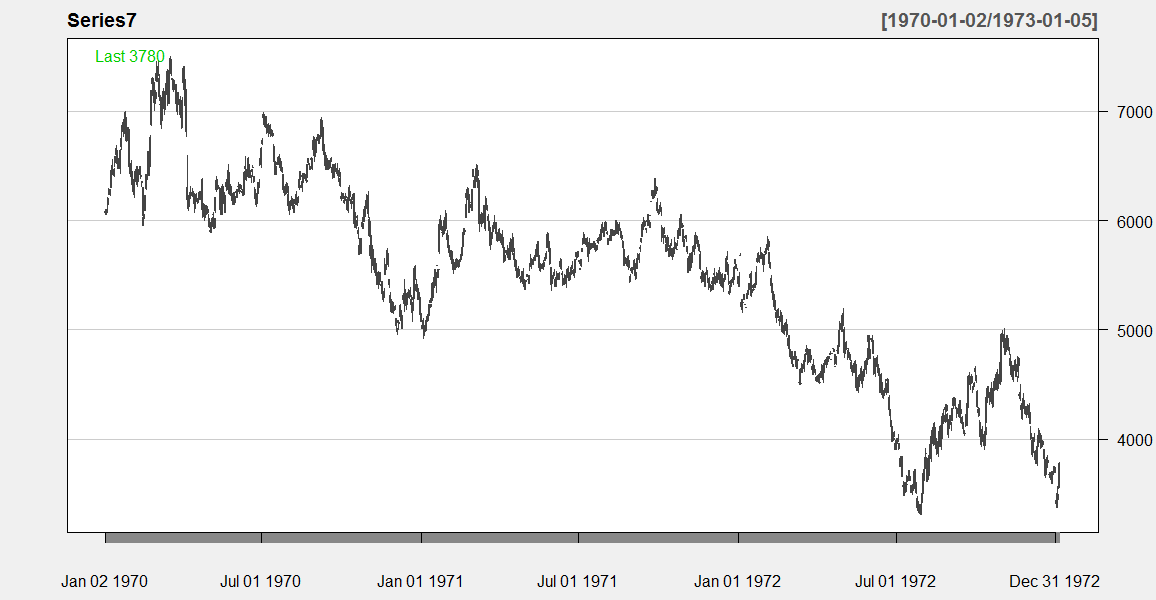 Series7 [1970-01-02/1973-01-05]
Last 3780
7000
6000
5000
4000
Jan 02 1970 Jul 01 1970 Jan 01 1971 Jul 01 1971 Jan 01 1972 Jul 01 1972 Dec 31 1972